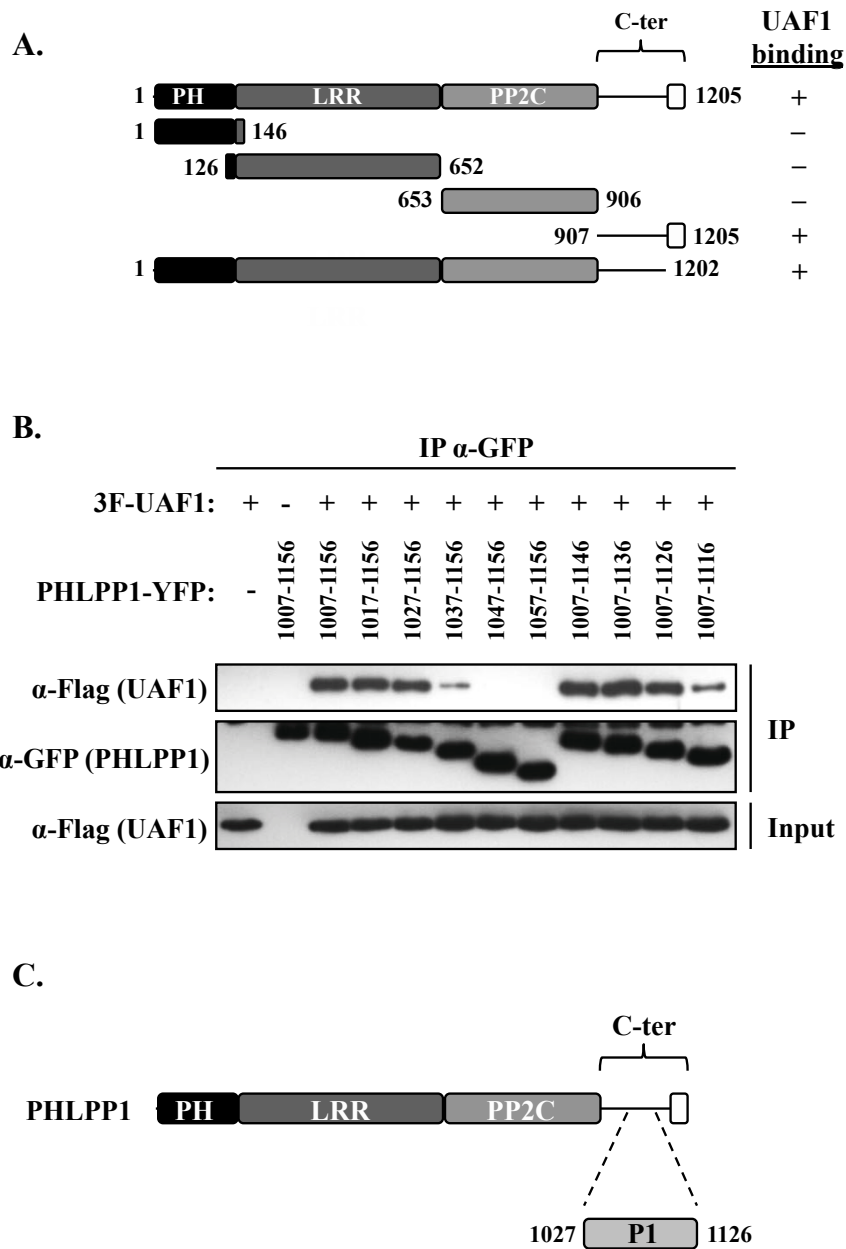 A.
C-ter
UAF1
binding
1 PH LRR PP2C 1205 +
1 146 −
126 652 −
653 906 −
907 1205 +
1 1202 +
B.
IP α-GFP
3F-UAF1: + - + + + + + + + + + +
PHLPP1-YFP: - 1007-1156 1007-1156 1017-1156 1027-1156 1037-1156 1047-1156 1057-1156 1007-1146 1007-1136 1007-1126 1007-1116
α-Flag (UAF1)
α-GFP (PHLPP1)
IP
α-Flag (UAF1)
Input
C.
C-ter
PHLPP1 PH LRR PP2C
1027 P1 1126